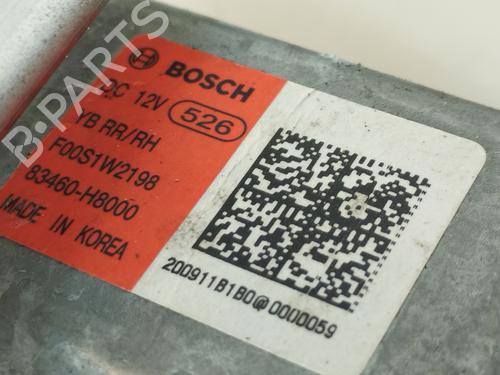 BOSCH
DC 12V 526
YB RR/RH
F00S1W2198
83460-H8000
MADE IN KOREA
200911B1B0@0000059
B-PARTS